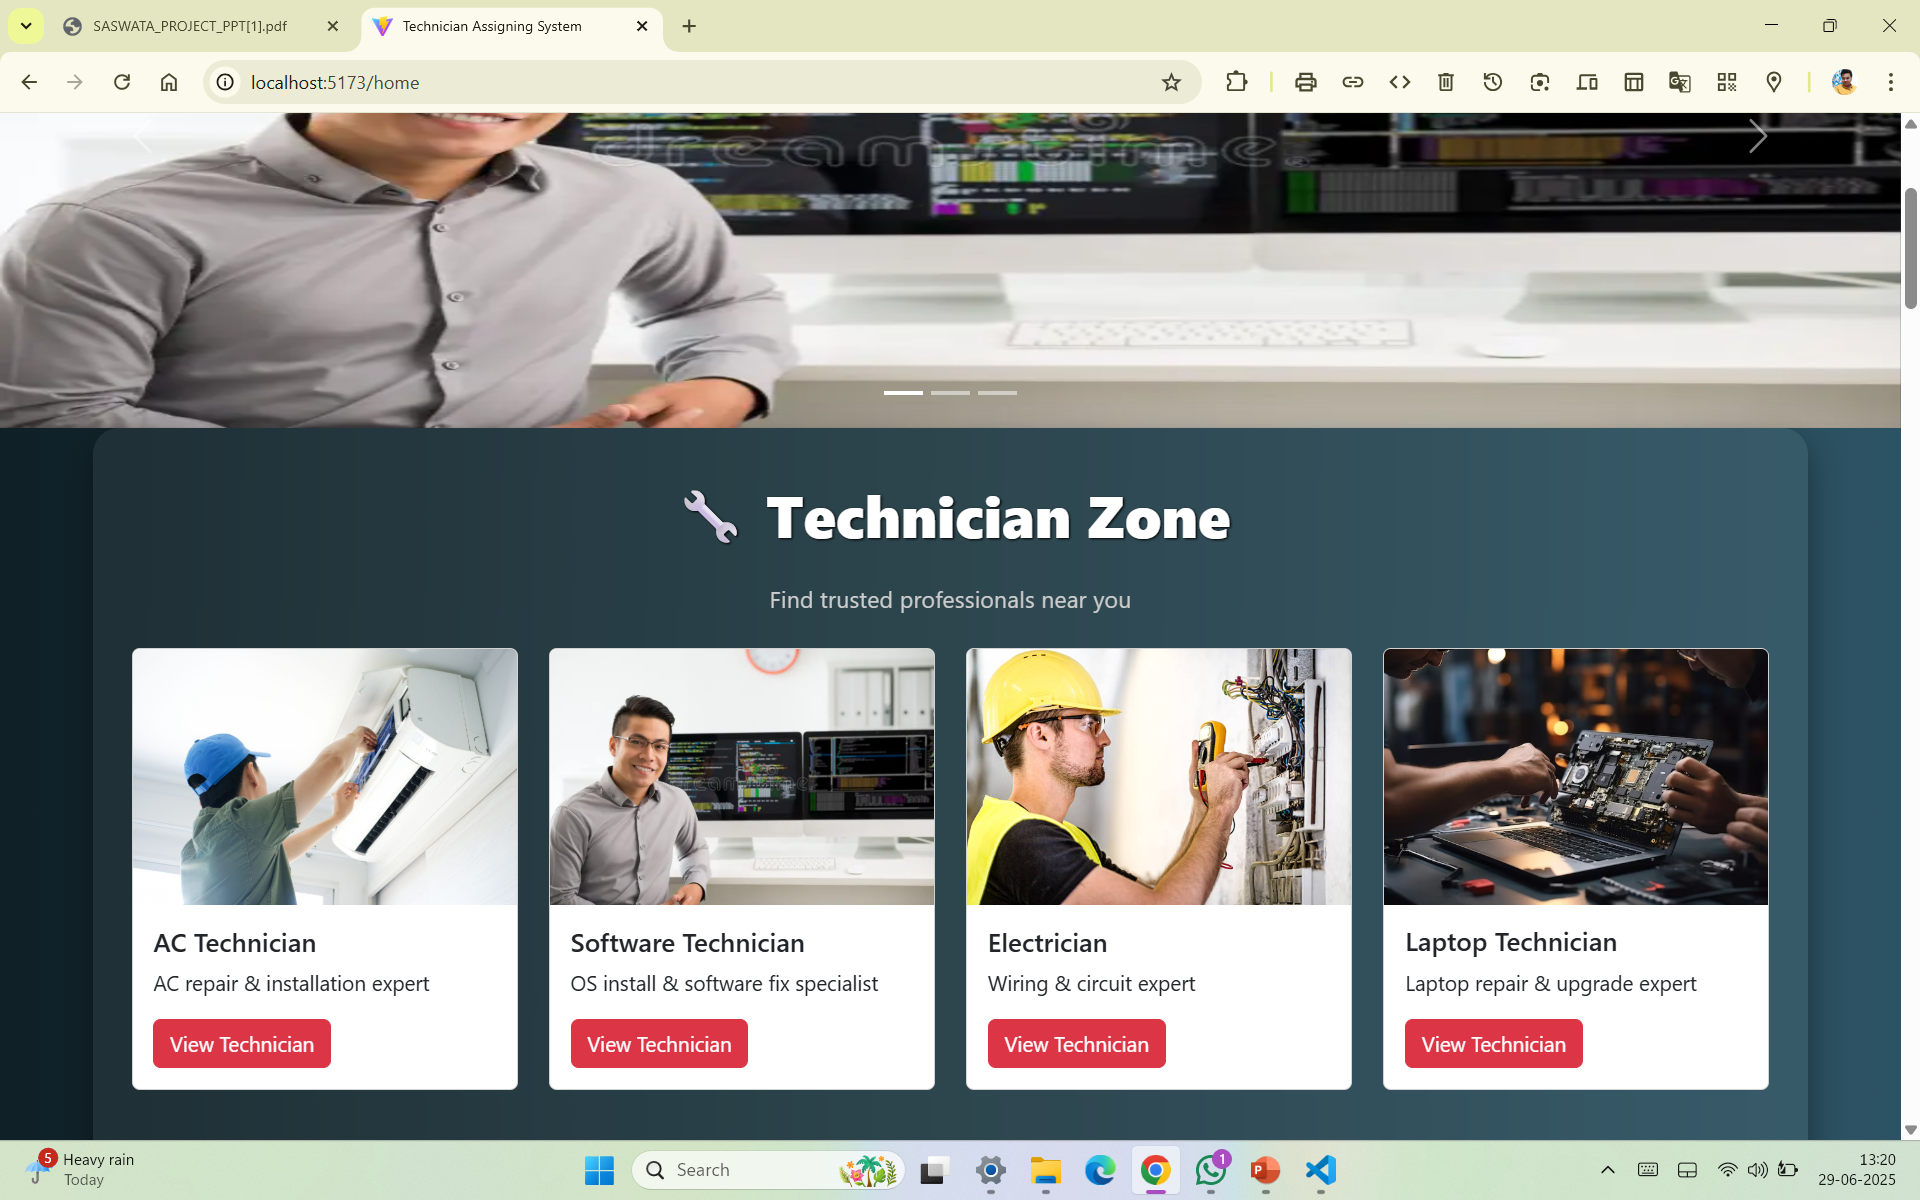 SASWATA_PROJECT_PPT[1].pdf
Technician Assigning System
localhost:5173/home
dreamstime
Technician Zone
Find trusted professionals near you
AC Technician
AC repair & installation expert
View Technician
Software Technician
OS install & software fix specialist
View Technician
Electrician
Wiring & circuit expert
View Technician
Laptop Technician
Laptop repair & upgrade expert
View Technician
5
Heavy rain
Today
Search
1
13:20
29-06-2025